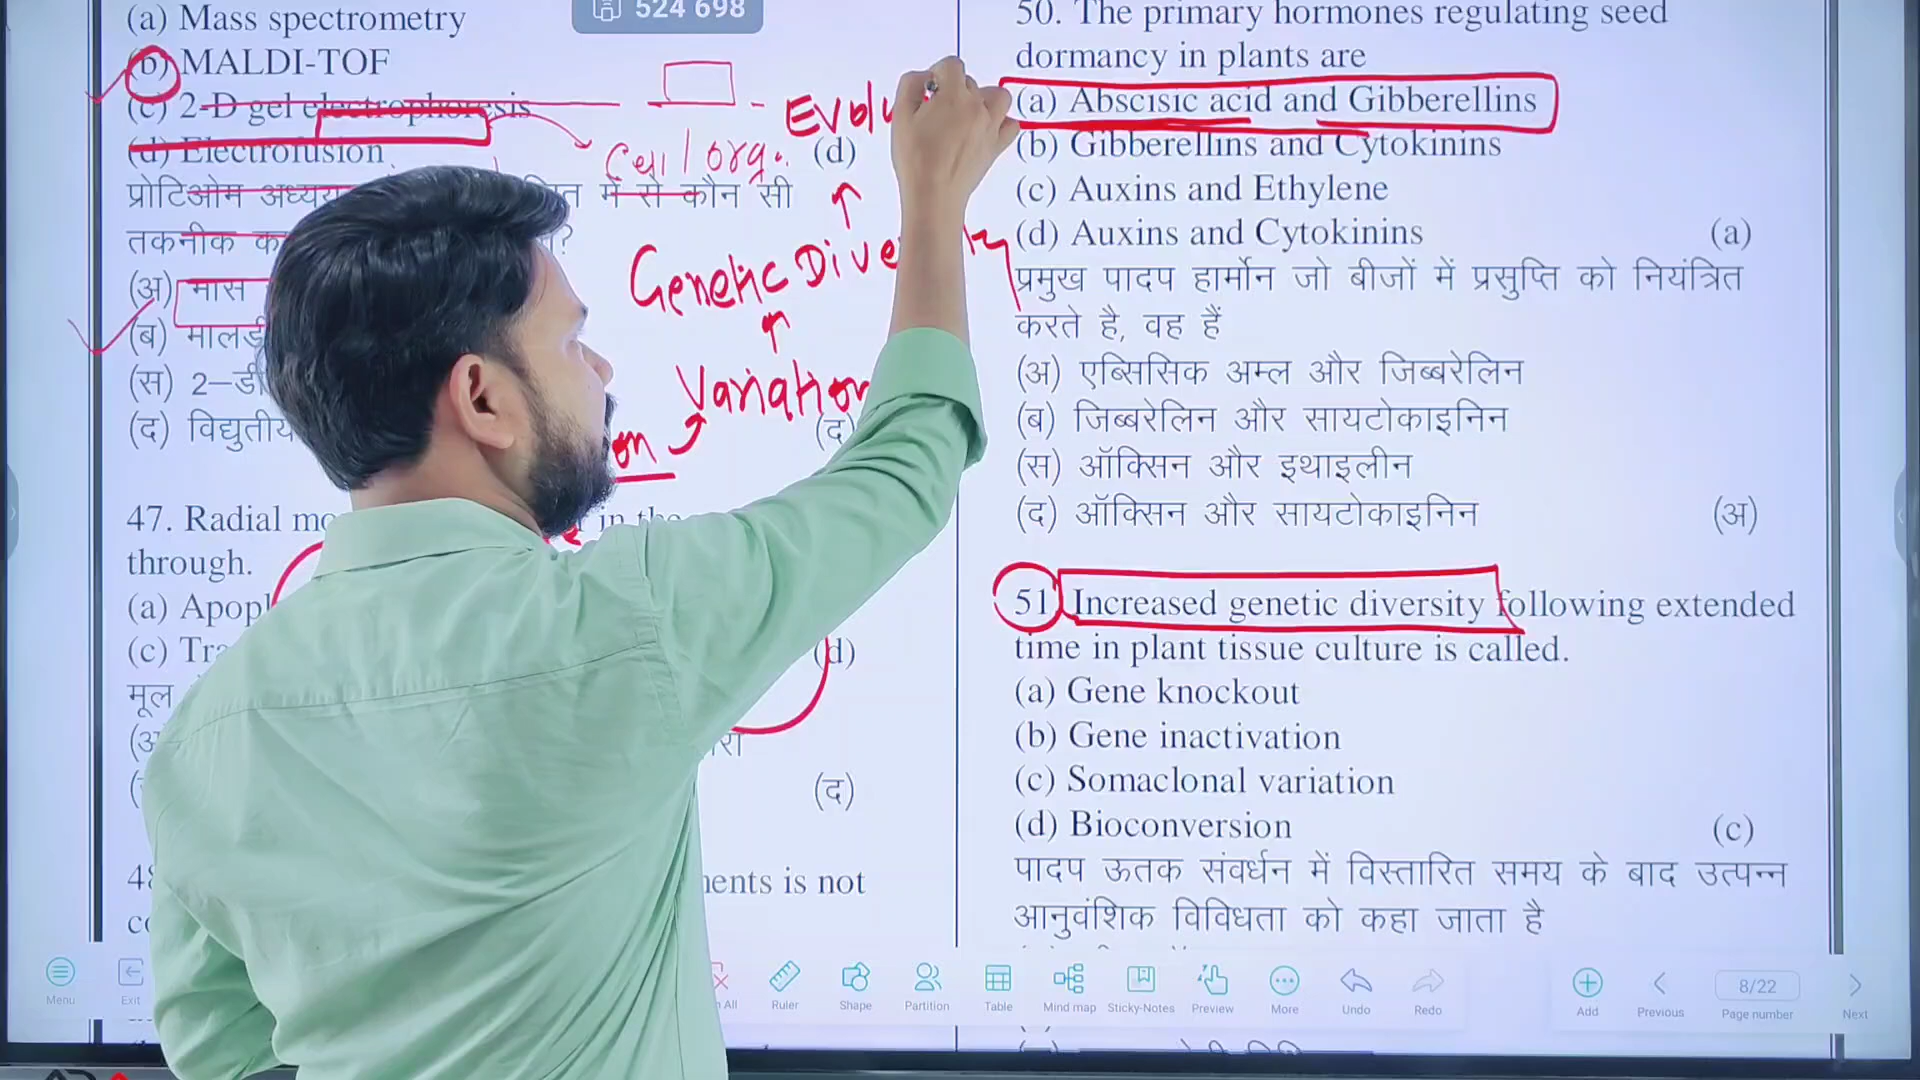 524 698
(a) Mass spectrometry
(b) MALDI-TOF
(c) 2-D gel electrophoresis
(d) Electrofusion
(d)
प्रोटिओम
में से कौन सी
तकनीक
(अ) मास
(ब)
(स) 2–डी
(द) विद्युतीय
(द)
Cell org.
Genetic
Variation
47. Radial
in the
through.
(a)
(c)
(d)
मूल
(द)
is not
50. The primary hormones regulating seed
dormancy in plants are
(a) Abscisic acid and Gibberellins
(b) Gibberellins and Cytokinins
(c) Auxins and Ethylene
(d) Auxins and Cytokinins (a)
प्रमुख पादप हार्मोन जो बीजों में प्रसुप्ति को नियंत्रित
करते है, वह हैं
(अ) एब्सिसिक अम्ल और जिब्बरेलिन
(ब) जिब्बरेलिन और सायटोकाइनिन
(स) ऑक्सिन और इथाइलीन
(द) ऑक्सिन और सायटोकाइनिन (अ)
51 Increased genetic diversity following extended
time in plant tissue culture is called.
(a) Gene knockout
(b) Gene inactivation
(c) Somaclonal variation
(d) Bioconversion (c)
पादप ऊतक संवर्धन में विस्तारित समय के बाद उत्पन्न
आनुवंशिक विविधता को कहा जाता है
Menu Exit All Ruler Shape Partition Table Mind map Sticky-Notes Preview More Undo Redo Add Previous 8/22 Page number Next